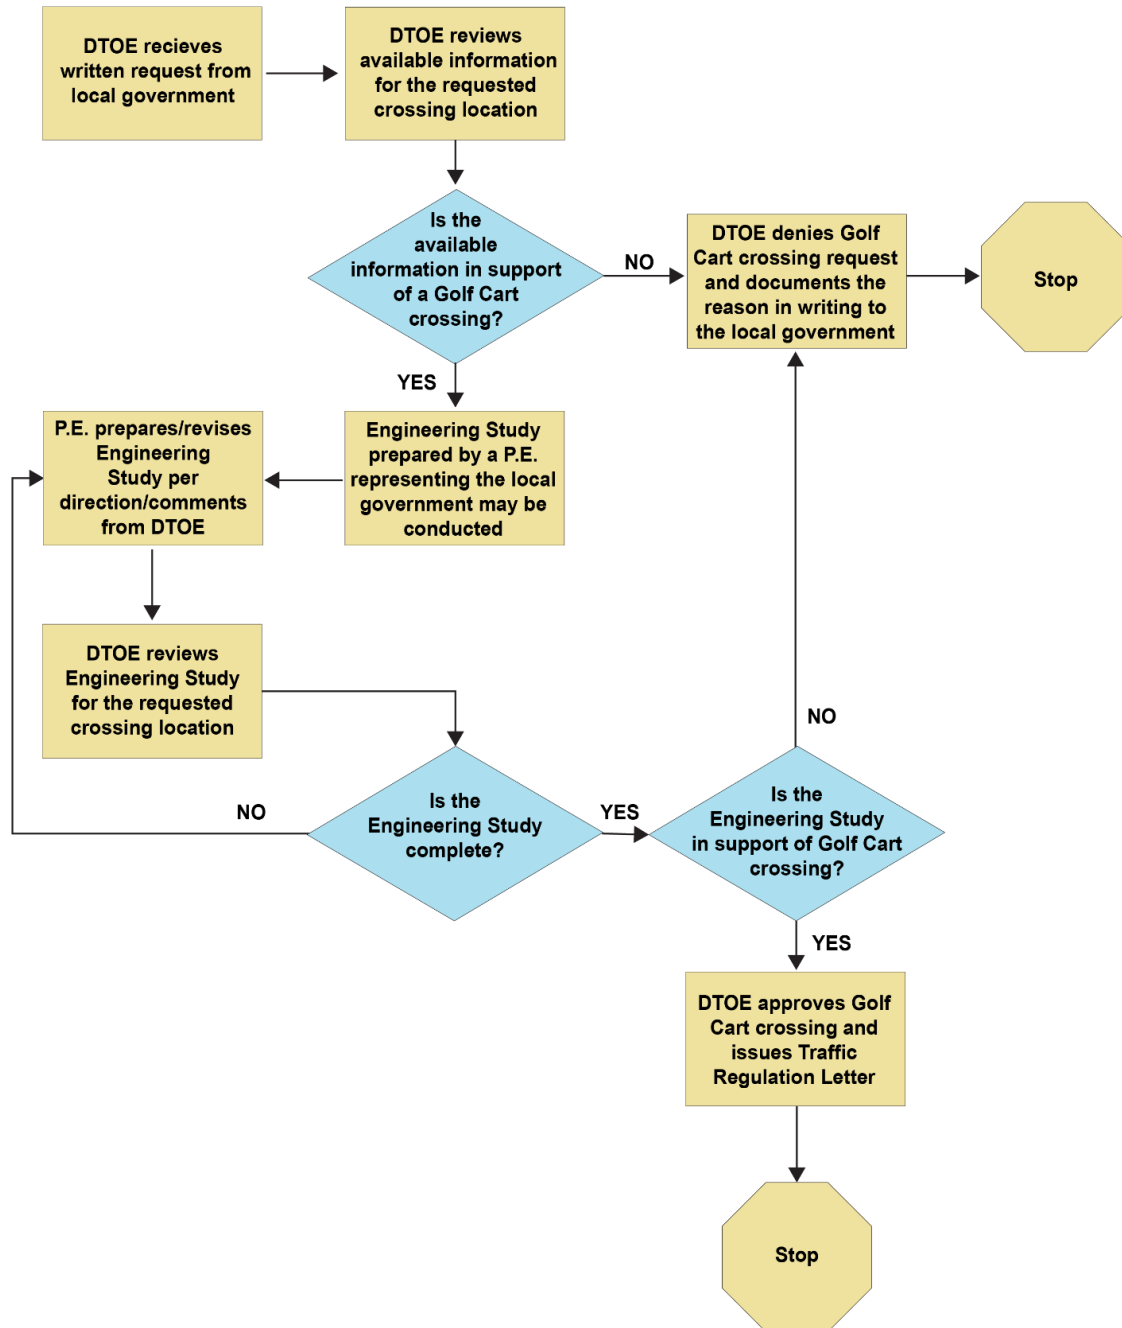 DTOE recieves
written request from
local government
DTOE reviews
available information
for the requested
crossing location
Is the
available
information in support
of a Golf Cart
crossing?
NO
DTOE denies Golf
Cart crossing request
and documents the
reason in writing to
the local government
Stop
YES
P.E. prepares/revises
Engineering
Study per
direction/comments
from DTOE
Engineering Study
prepared by a P.E.
representing the local
government may be
conducted
DTOE reviews
Engineering Study
for the requested
crossing location
NO
Is the
Engineering Study
complete?
YES
NO
Is the
Engineering Study
in support of Golf Cart
crossing?
YES
DTOE approves Golf
Cart crossing and
issues Traffic
Regulation Letter
Stop